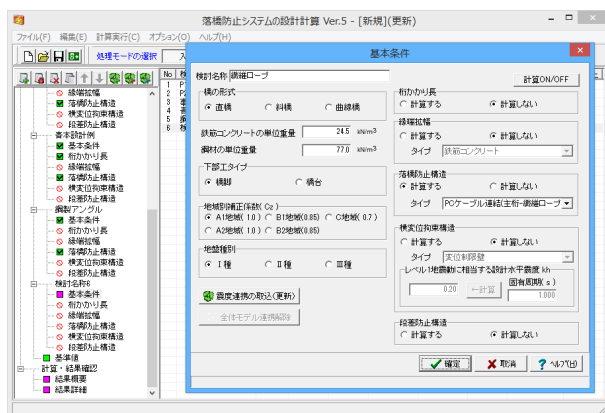 落橋防止システムの設計計算 Ver.5 - [新規](更新)
ファイル(F) 編集(E) 計算実行(C) オプション(O) ヘルプ(H)
処理モードの選択
基本条件
No
縁端拡幅
落橋防止構造
横変位拘束構造
段差防止構造
基本条件
桁かかり長
縁端拡幅
落橋防止構造
横変位拘束構造
段差防止構造
鋼製アングル
基本条件
桁かかり長
縁端拡幅
落橋防止構造
横変位拘束構造
段差防止構造
検討名称6
基本条件
桁かかり長
縁端拡幅
落橋防止構造
横変位拘束構造
段差防止構造
基準値
計算・結果確認
結果概要
結果詳細
1
2
3
4
5
6
検討名称 繊維ロープ
計算ON/OFF
橋の形式
直橋 斜橋 曲線橋
鉄筋コンクリートの単位重量 24.5 kN/m3
鋼材の単位重量 77.0 kN/m3
下部工タイプ
橋脚 橋台
地域別補正係数( Cz )
A1地域( 1.0 ) B1地域(0.85) C地域( 0.7 )
A2地域( 1.0 ) B2地域(0.85)
地盤種別
Ⅰ種 Ⅱ種 Ⅲ種
震度連携の取込(更新)
全体モデル連携解除
桁かかり長
計算する 計算しない
縁端拡幅
計算する 計算しない
タイプ 鉄筋コンクリート
落橋防止構造
計算する 計算しない
タイプ PCケーブル連結(主桁-繊維ロープ
横変位拘束構造
計算する 計算しない
タイプ 変位制限壁
レベル1地震動に相当する設計水平震度 kh
固有周期( s )
0.20 ←計算 1.000
段差防止構造
計算する 計算しない
確定 取消 ヘルプ(H)